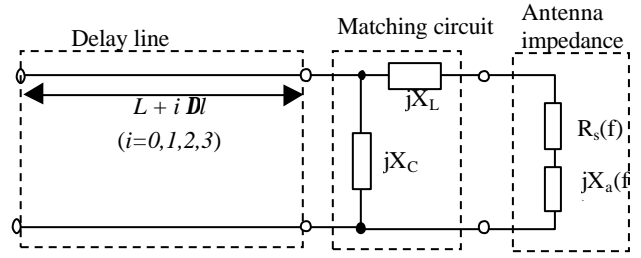 Delay line
L + i Dl
(i=0,1,2,3)
Matching circuit
jX_L
jX_C
Antenna
impedance
R_s(f)
jX_a(f